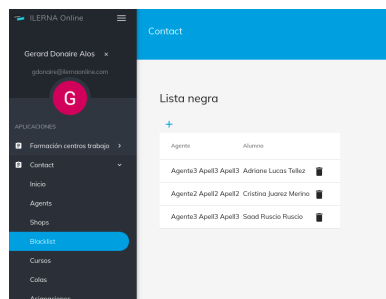 ILERNA Online
Contact
Gerard Donaire Alos ×
gdonaire@ilernaonline.com
G
APLICACIONES
Formación centros trabajo
Contact
Inicio
Agents
Shops
Blacklist
Cursos
Colas
Asignaciones
Lista negra
+
Agente Alumno
Agente3 Apell3 Apell3 Adriane Lucas Tellez
Agente2 Apell2 Apell2 Cristina Juarez Merino
Agente3 Apell3 Apell3 Saad Ruscio Ruscio